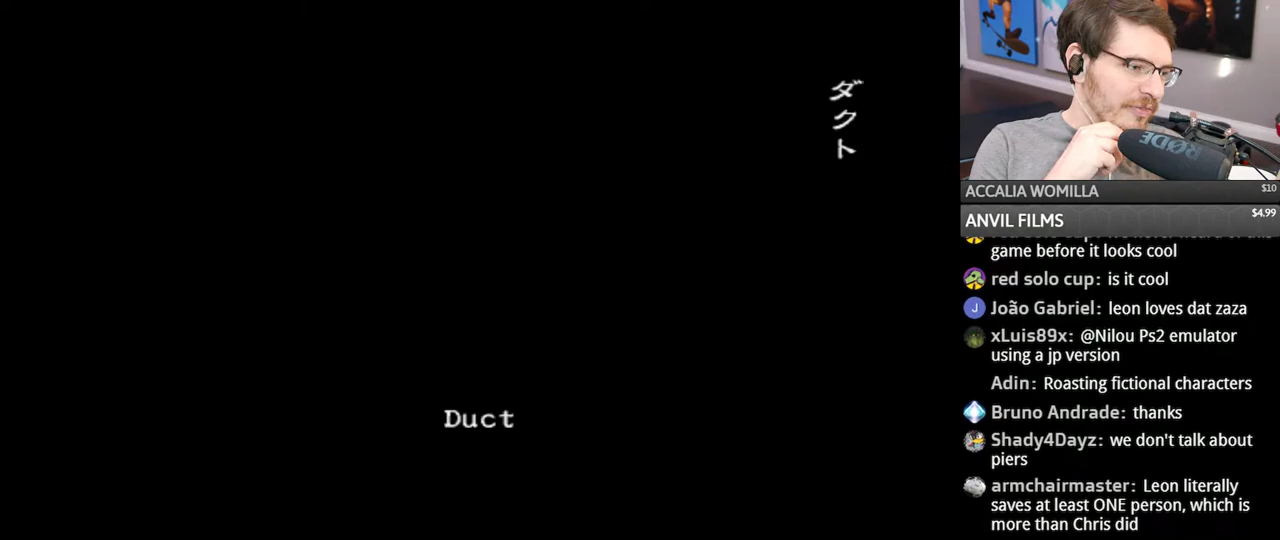 ダクト
Duct
RØDE
ACCALIA WOMILLA
$10
ANVIL FILMS
$4.99
game before it looks cool
red solo cup: is it cool
João Gabriel: leon loves dat zaza
xLuis89x: @Nilou Ps2 emulator
using a jp version
Adin: Roasting fictional characters
Bruno Andrade: thanks
Shady4Dayz: we don't talk about
piers
armchairmaster: Leon literally
saves at least ONE person, which is
more than Chris did